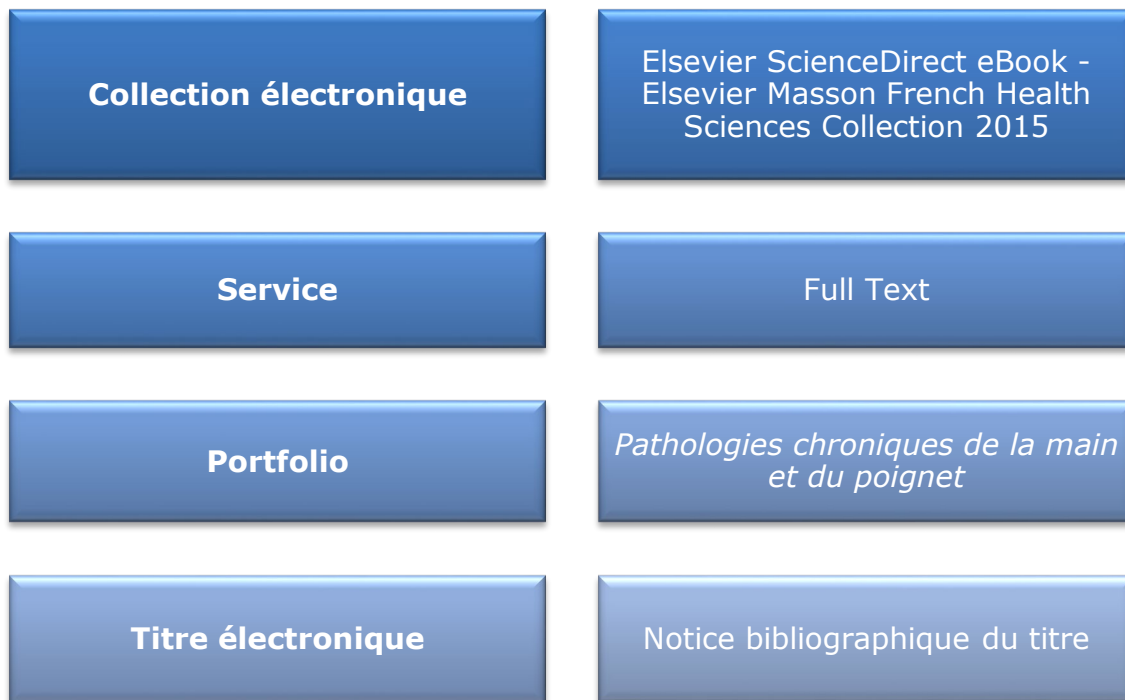 Collection électronique
Elsevier ScienceDirect eBook -
Elsevier Masson French Health
Sciences Collection 2015
Service
Full Text
Portfolio
Pathologies chroniques de la main
et du poignet
Titre électronique
Notice bibliographique du titre